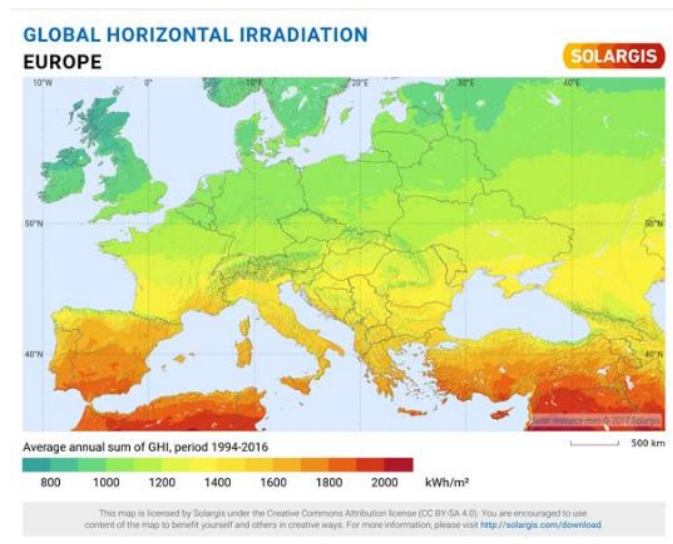 GLOBAL HORIZONTAL IRRADIATION
EUROPE
SOLARGIS
10°W 0° 10°E 20°E 30°E 40°E
50°N 50°N
40°N 40°N
Solar resource map © 2017 Solargis
Average annual sum of GHI, period 1994-2016
500 km
800 1000 1200 1400 1600 1800 2000 kWh/m²
This map is licensed by Solargis under the Creative Commons Attribution license (CC BY-SA 4.0). You are encouraged to use
content of the map to benefit yourself and others in creative ways. For more information, please visit http://solargis.com/download.